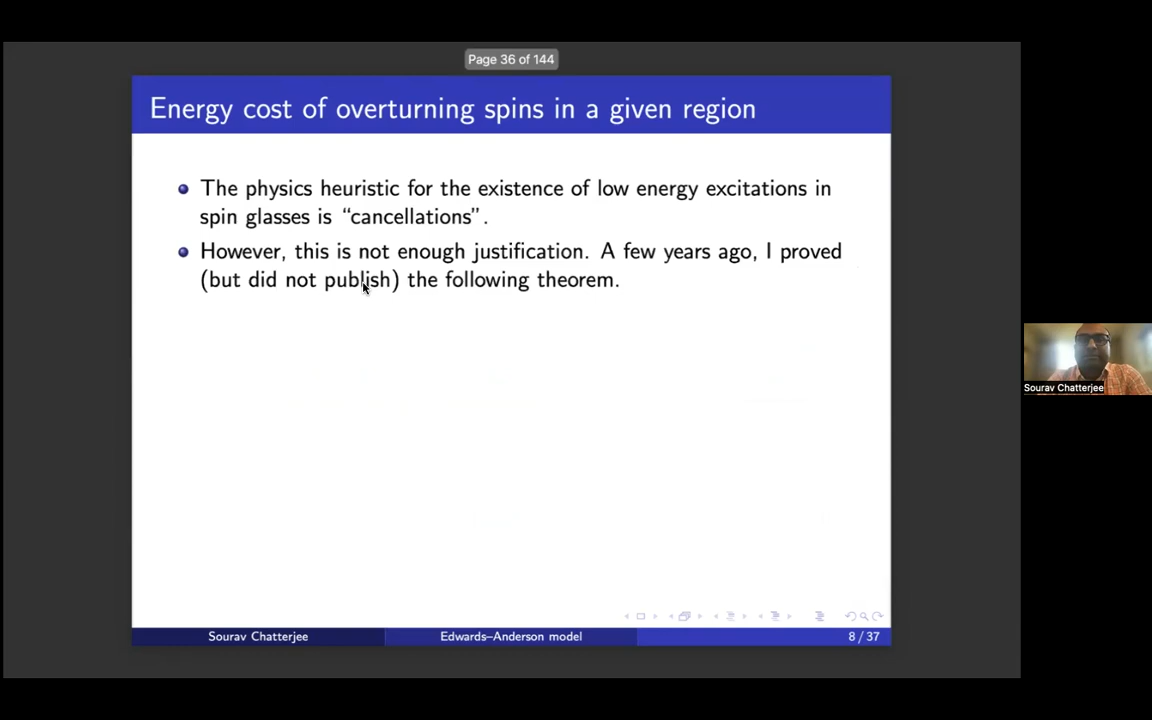 Page 36 of 144
Energy cost of overturning spins in a given region
The physics heuristic for the existence of low energy excitations in
spin glasses is “cancellations”.
However, this is not enough justification. A few years ago, I proved
(but did not publish) the following theorem.
Sourav Chatterjee
Sourav Chatterjee
Edwards–Anderson model
8 / 37